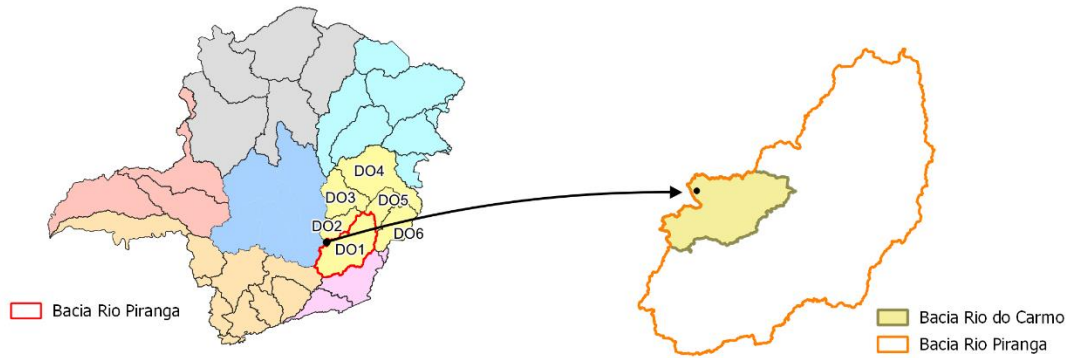 DO4
DO3
DO5
DO2
DO6
DO1
Bacia Rio Piranga
Bacia Rio do Carmo
Bacia Rio Piranga